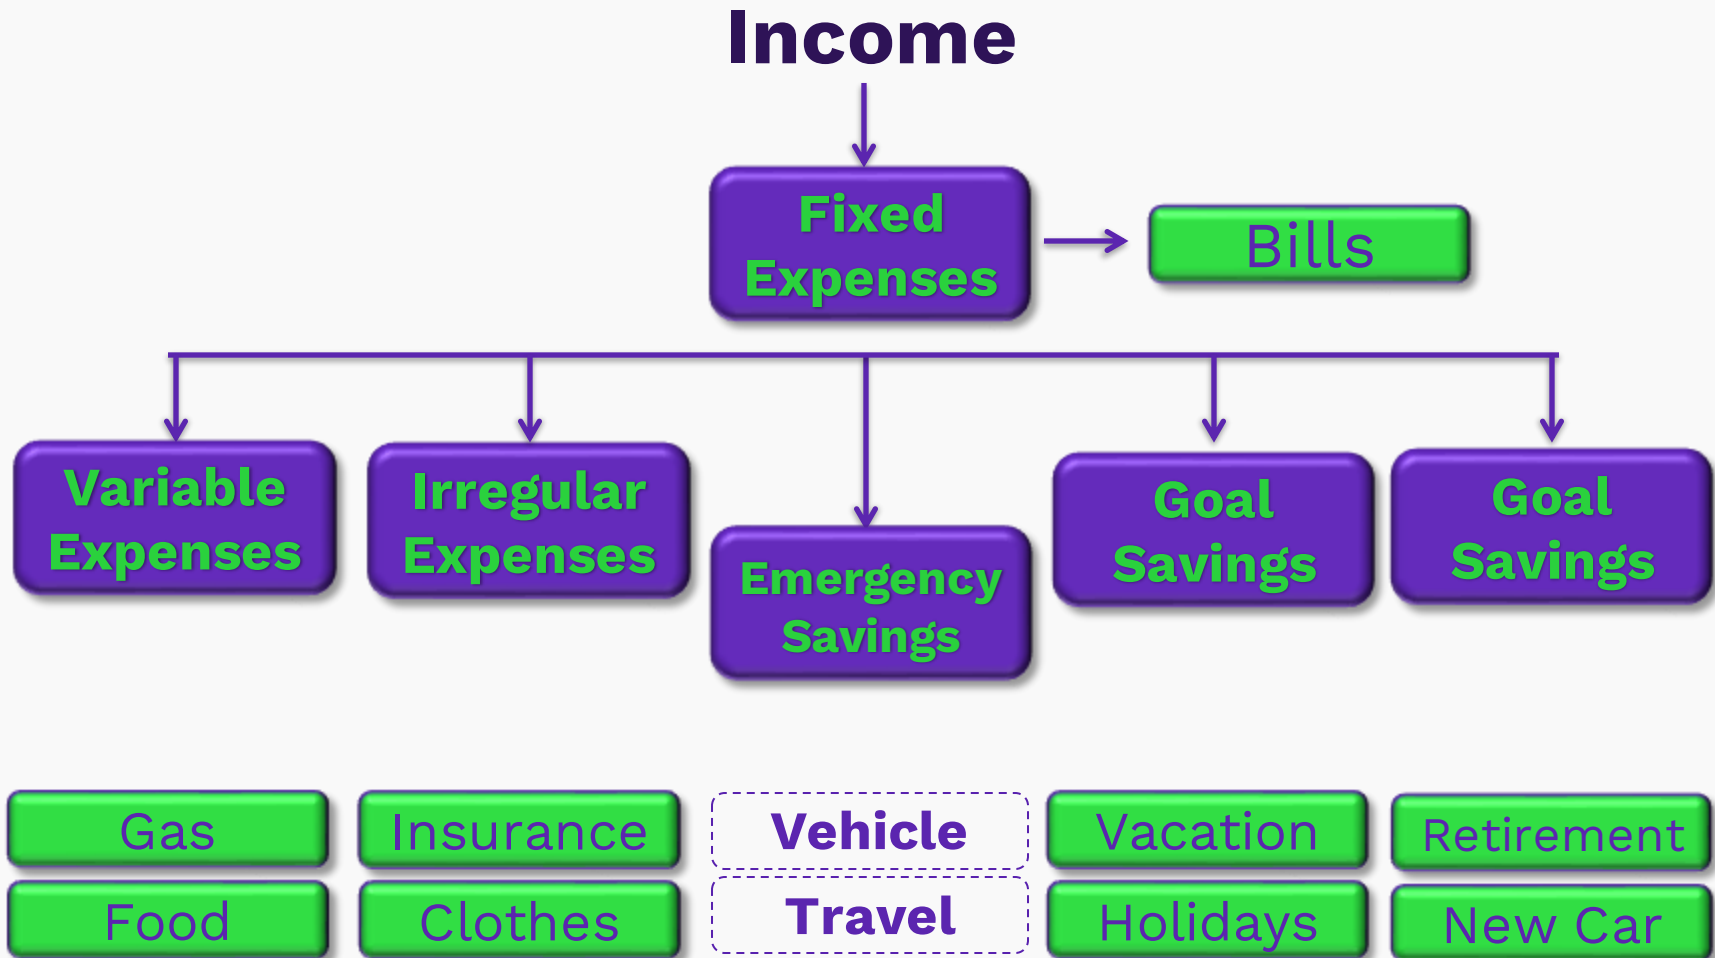 Income
Fixed
Expenses
Bills
Variable
Expenses
Irregular
Expenses
Emergency
Savings
Goal
Savings
Goal
Savings
Gas
Insurance
Vehicle
Vacation
Retirement
Food
Clothes
Travel
Holidays
New Car